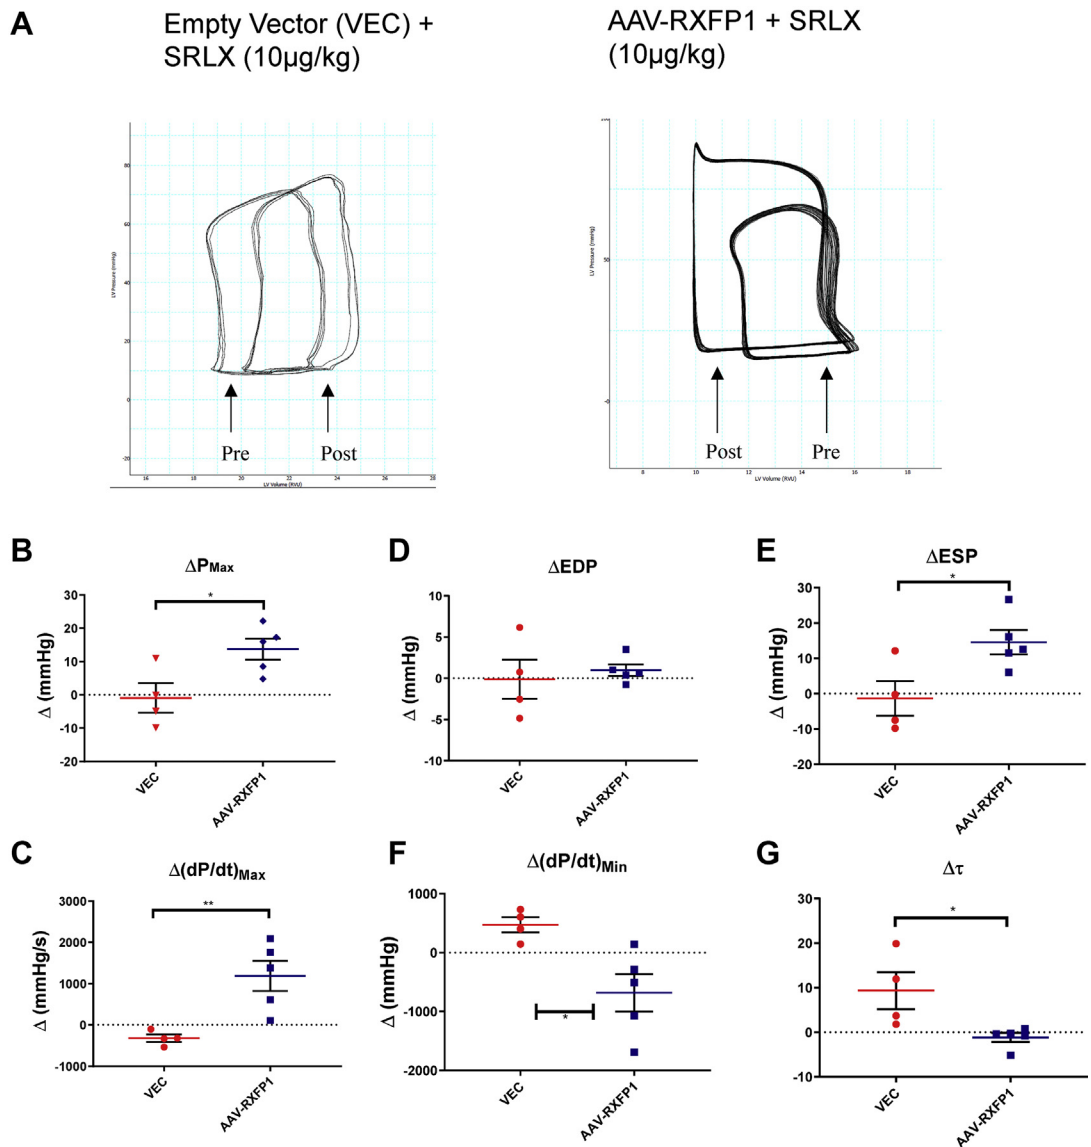 A
Empty Vector (VEC) +
SRLX (10µg/kg)
AAV-RXFP1 + SRLX
(10µg/kg)
80
60
40
20
0
-20
LV Pressure (mmHg)
16 18 20 22 24 26 28
LV Volume (RVU)
Pre
Post
50
-0
LV Pressure (mmHg)
8 10 12 14 16 18
LV Volume (RVU)
Post
Pre
B
ΔPMax
*
30
20
10
0
-10
-20
Δ (mmHg)
VEC
AAV-RXFP1
D
ΔEDP
10
5
0
-5
-10
Δ (mmHg)
VEC
AAV-RXFP1
E
ΔESP
*
30
20
10
0
-10
-20
Δ (mmHg)
VEC
AAV-RXFP1
C
Δ(dP/dt)Max
**
3000
2000
1000
0
-1000
Δ (mmHg/s)
VEC
AAV-RXFP1
F
Δ(dP/dt)Min
1000
0
-1000
-2000
*
Δ (mmHg)
VEC
AAV-RXFP1
G
Δτ
*
30
20
10
0
-10
Δ (mmHg)
VEC
AAV-RXFP1